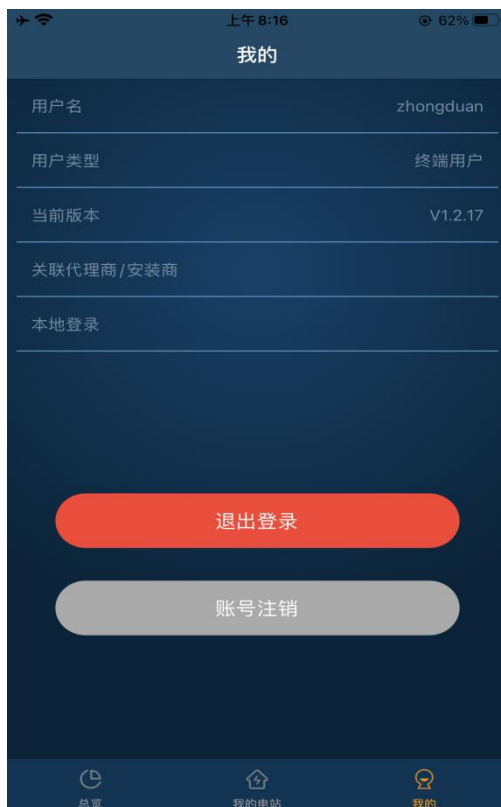 上午8:16
62%
我的
用户名 zhongduan
用户类型 终端用户
当前版本 V1.2.17
关联代理商/安装商
本地登录
退出登录
账号注销
总览 我的电站 我的